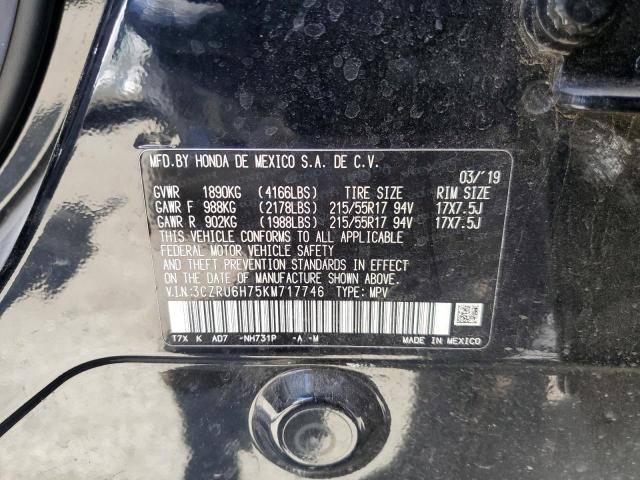 MFD.BY HONDA DE MEXICO S.A. DE C.V.
03/'19
GVWR 1890KG (4166LBS) TIRE SIZE RIM SIZE
GAWR F 988KG (2178LBS) 215/55R17 94V 17X7.5J
GAWR R 902KG (1988LBS) 215/55R17 94V 17X7.5J
THIS VEHICLE CONFORMS TO ALL APPLICABLE
FEDERAL MOTOR VEHICLE SAFETY
AND THEFT PREVENTION STANDARDS IN EFFECT
ON THE DATE OF MANUFACTURE SHOWN ABOVE.
V.I.N:3CZRU6H75KM717746 TYPE: MPV
T7X K AD7 -NH731P -A -M MADE IN MEXICO